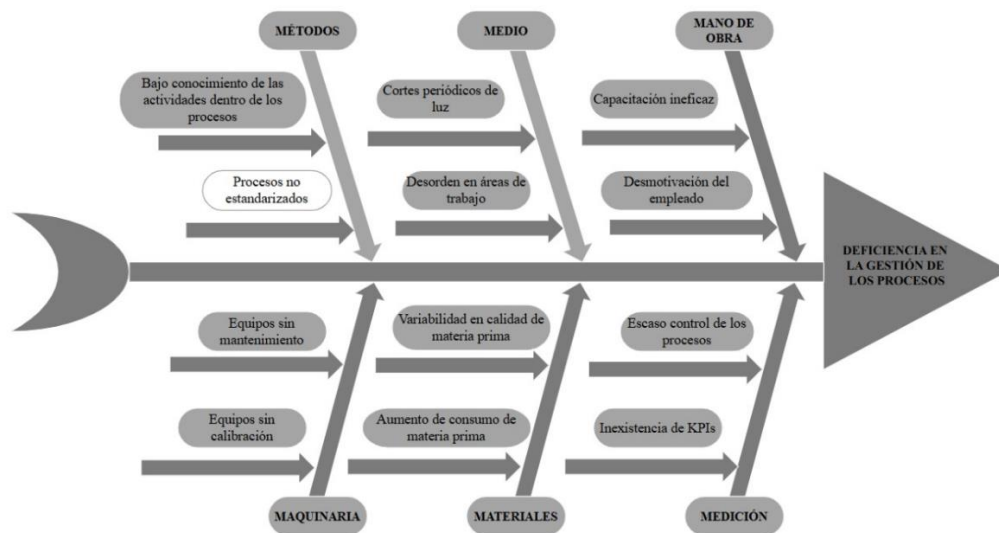 MÉTODOS
MEDIO
MANO DE
OBRA
Bajo conocimiento de las
actividades dentro de los
procesos
Cortes periódicos de
luz
Capacitación ineficaz
Procesos no
estandarizados
Desorden en áreas de
trabajo
Desmotivación del
empleado
DEFICIENCIA EN
LA GESTIÓN DE
LOS PROCESOS
Equipos sin
mantenimiento
Variabilidad en calidad de
materia prima
Escaso control de los
procesos
Equipos sin
calibración
Aumento de consumo de
materia prima
Inexistencia de KPIs
MAQUINARIA
MATERIALES
MEDICIÓN